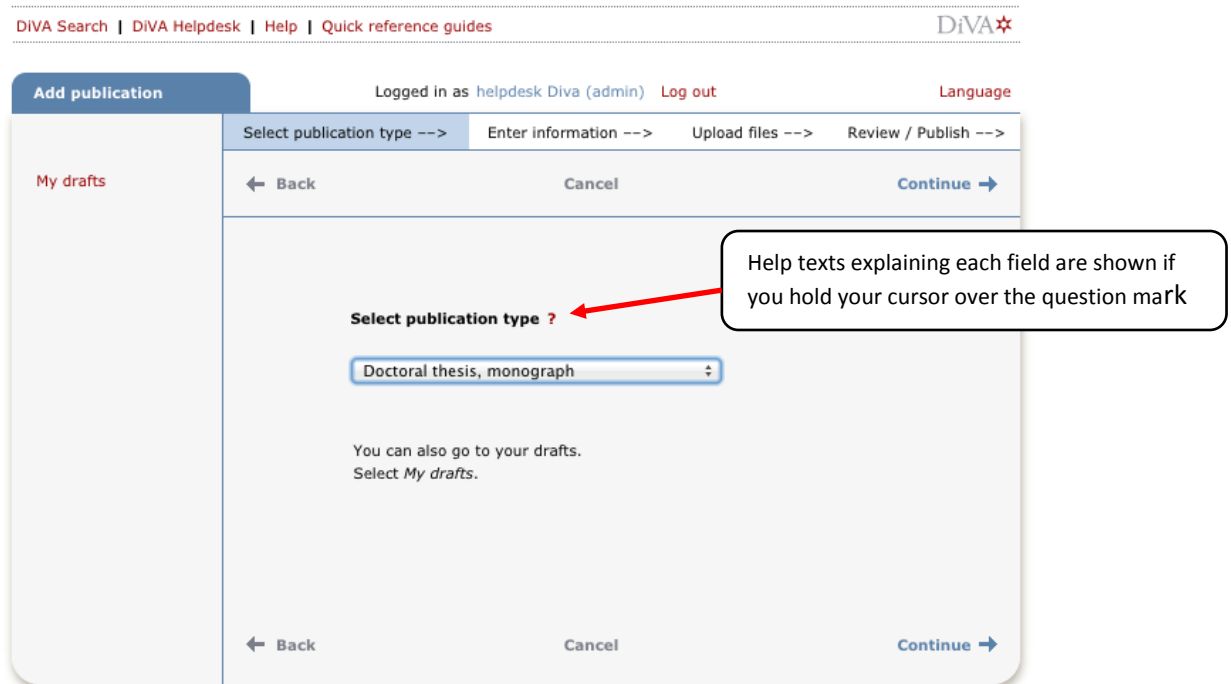 DiVA Search | DiVA Helpdesk | Help | Quick reference guides DiVA
Add publication Logged in as helpdesk Diva (admin) Log out Language
Select publication type --> Enter information --> Upload files --> Review / Publish -->
My drafts ← Back Cancel Continue →
Help texts explaining each field are shown if
you hold your cursor over the question mark
Select publication type ?
Doctoral thesis, monograph
You can also go to your drafts.
Select My drafts.
← Back Cancel Continue →